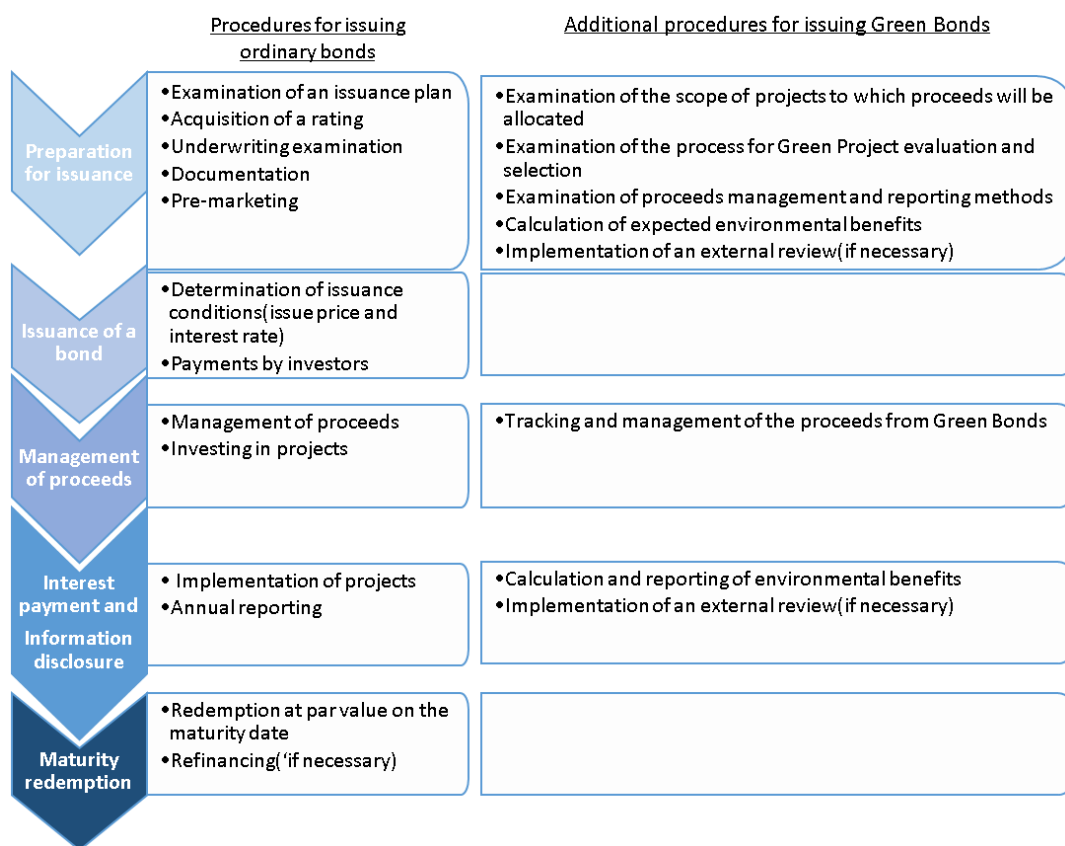 Procedures for issuing
ordinary bonds
Additional procedures for issuing Green Bonds
Preparation
for issuance
•Examination of an issuance plan
•Acquisition of a rating
•Underwriting examination
•Documentation
•Pre-marketing
•Examination of the scope of projects to which proceeds will be
allocated
•Examination of the process for Green Project evaluation and
selection
•Examination of proceeds management and reporting methods
•Calculation of expected environmental benefits
•Implementation of an external review(if necessary)
Issuance of a
bond
•Determination of issuance
conditions(issue price and
interest rate)
•Payments by investors
Management
of proceeds
•Management of proceeds
•Investing in projects
•Tracking and management of the proceeds from Green Bonds
Interest
payment and
Information
disclosure
• Implementation of projects
•Annual reporting
•Calculation and reporting of environmental benefits
•Implementation of an external review(if necessary)
Maturity
redemption
•Redemption at par value on the
maturity date
•Refinancing(‘if necessary)